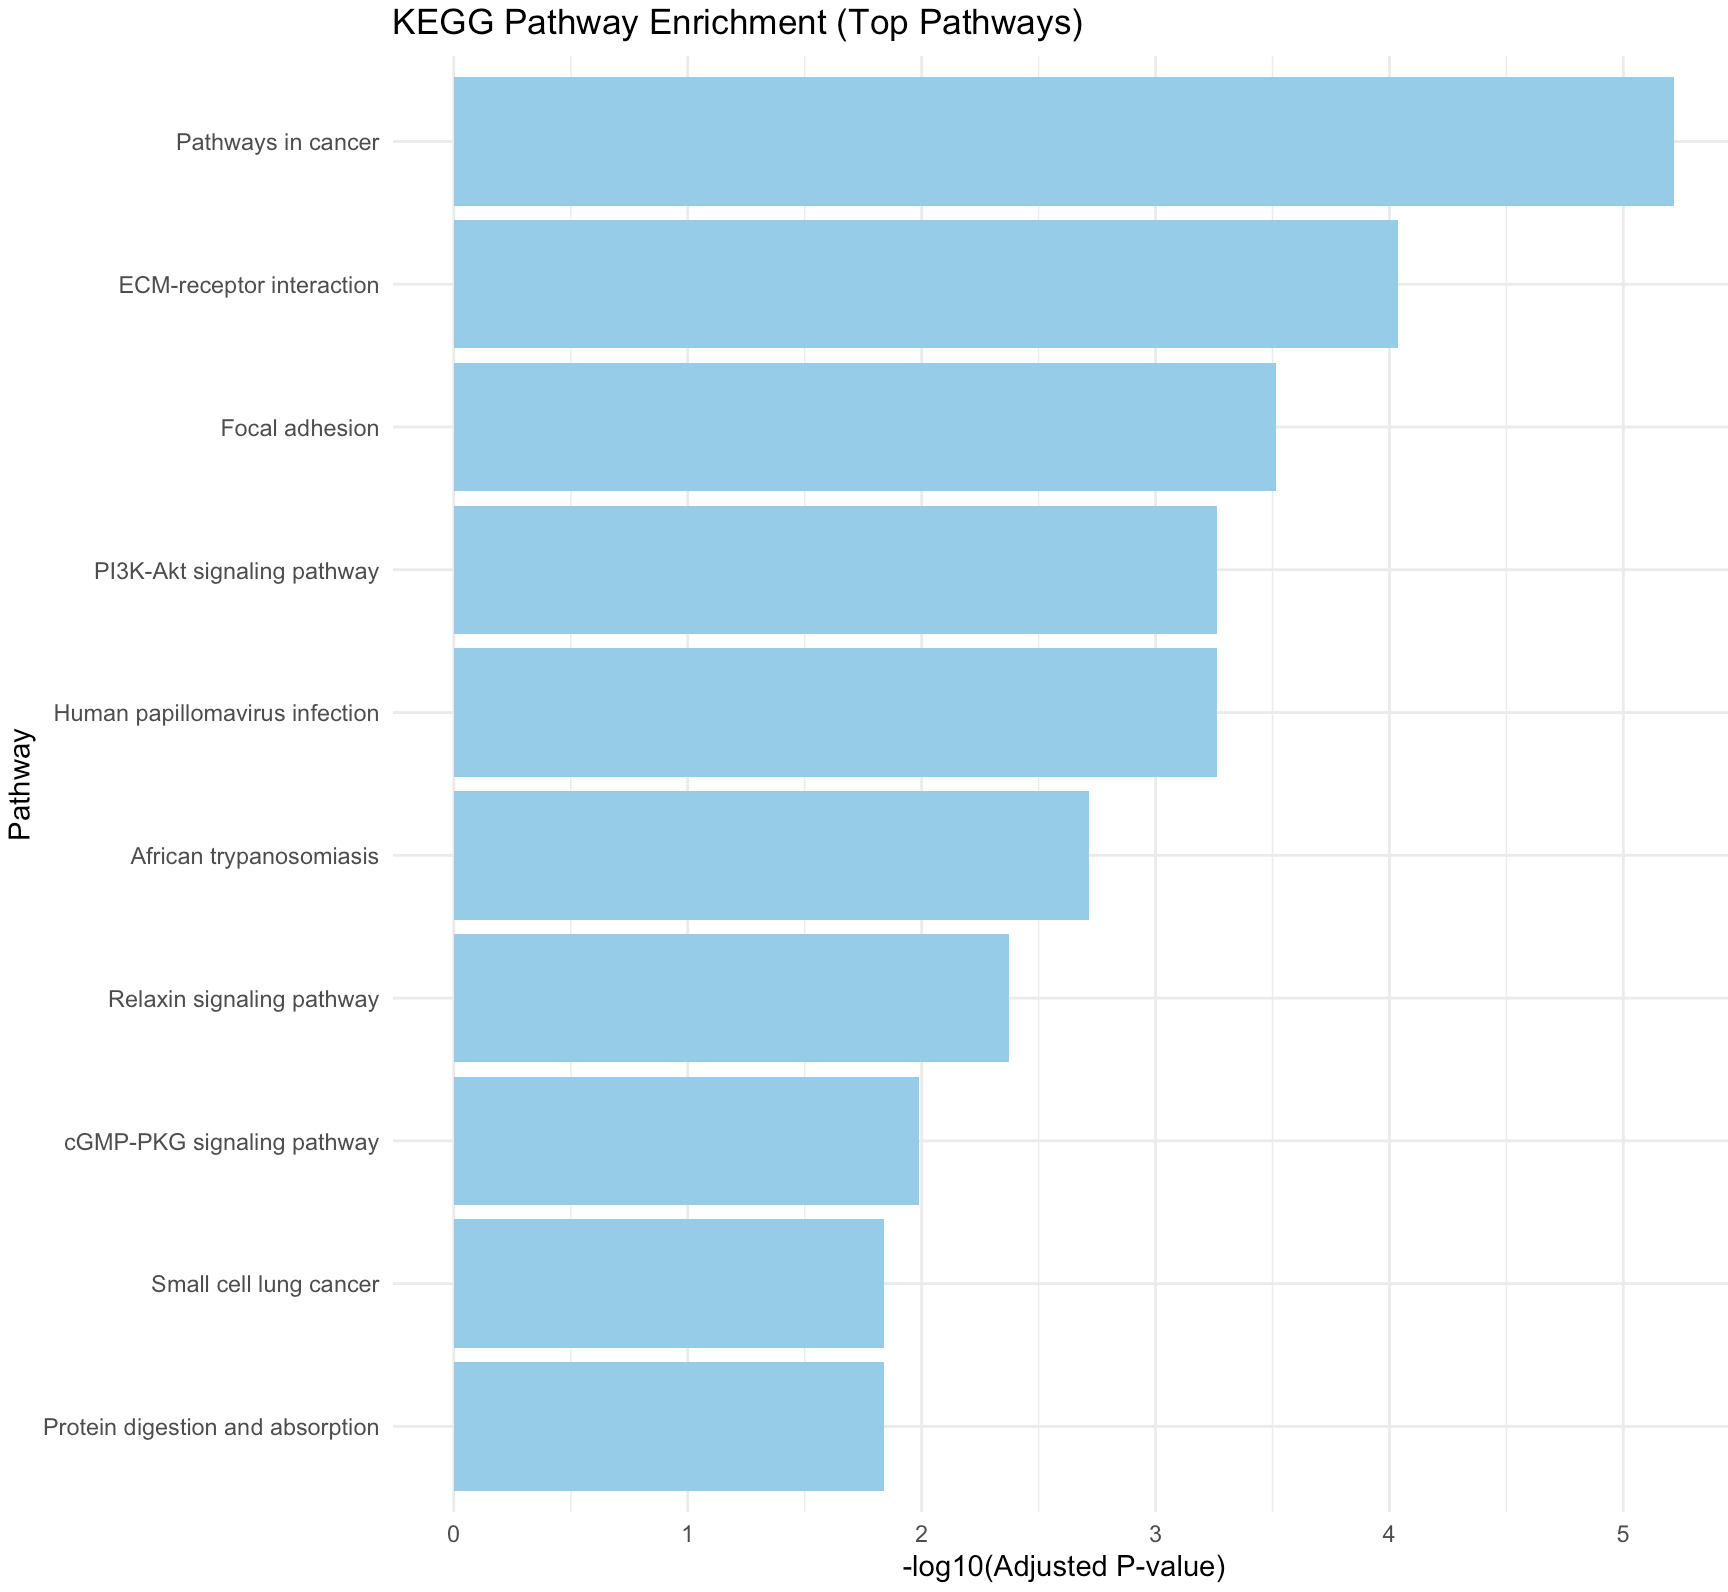 KEGG Pathway Enrichment (Top Pathways)
Pathways in cancer
ECM-receptor interaction
Focal adhesion
PI3K-Akt signaling pathway
Human papillomavirus infection
African trypanosomiasis
Relaxin signaling pathway
cGMP-PKG signaling pathway
Small cell lung cancer
Protein digestion and absorption
Pathway
0 1 2 3 4 5
-log10(Adjusted P-value)